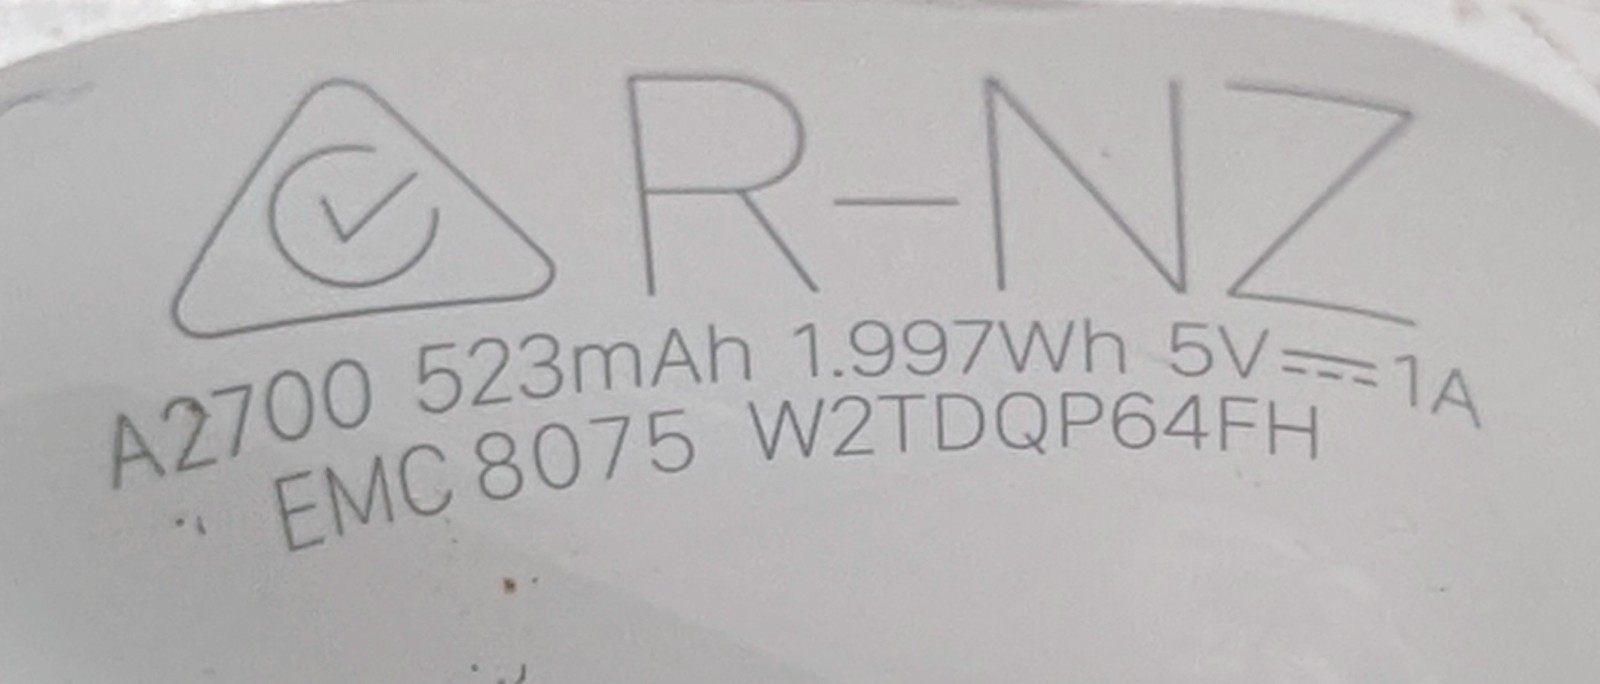 R-NZ
A2700 523mAh 1.997Wh 5V⎓1A
EMC 8075 W2TDQP64FH